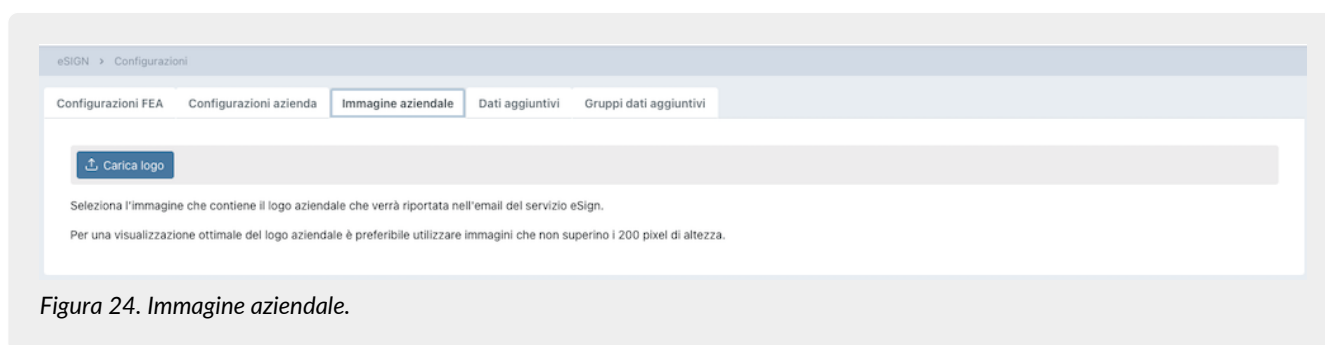 eSIGN > Configurazioni
Configurazioni FEA Configurazioni azienda Immagine aziendale Dati aggiuntivi Gruppi dati aggiuntivi
Carica logo
Seleziona l'immagine che contiene il logo aziendale che verrà riportata nell'email del servizio eSign.
Per una visualizzazione ottimale del logo aziendale è preferibile utilizzare immagini che non superino i 200 pixel di altezza.
Figura 24. Immagine aziendale.